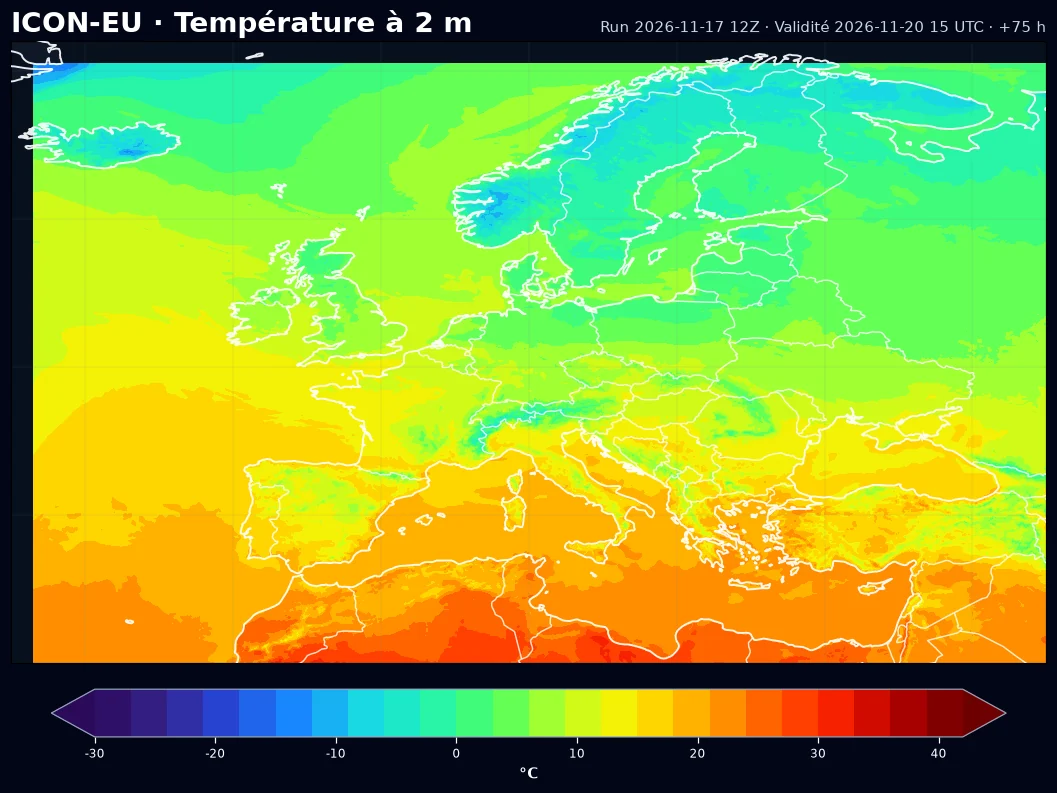 ICON-EU · Température à 2 m
Run 2026-11-17 12Z · Validité 2026-11-20 15 UTC · +75 h
-30 -20 -10 0 10 20 30 40
°C